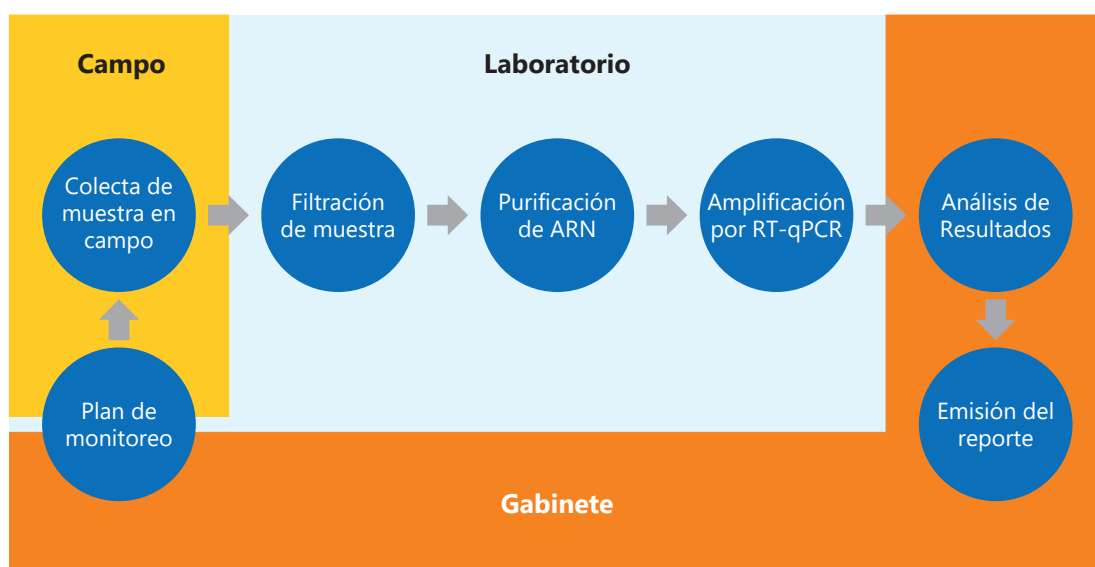 Campo
Laboratorio
Colecta de
muestra en
campo
Filtración
de muestra
Purificación
de ARN
Amplificación
por RT-qPCR
Análisis de
Resultados
Plan de
monitoreo
Emisión del
reporte
Gabinete